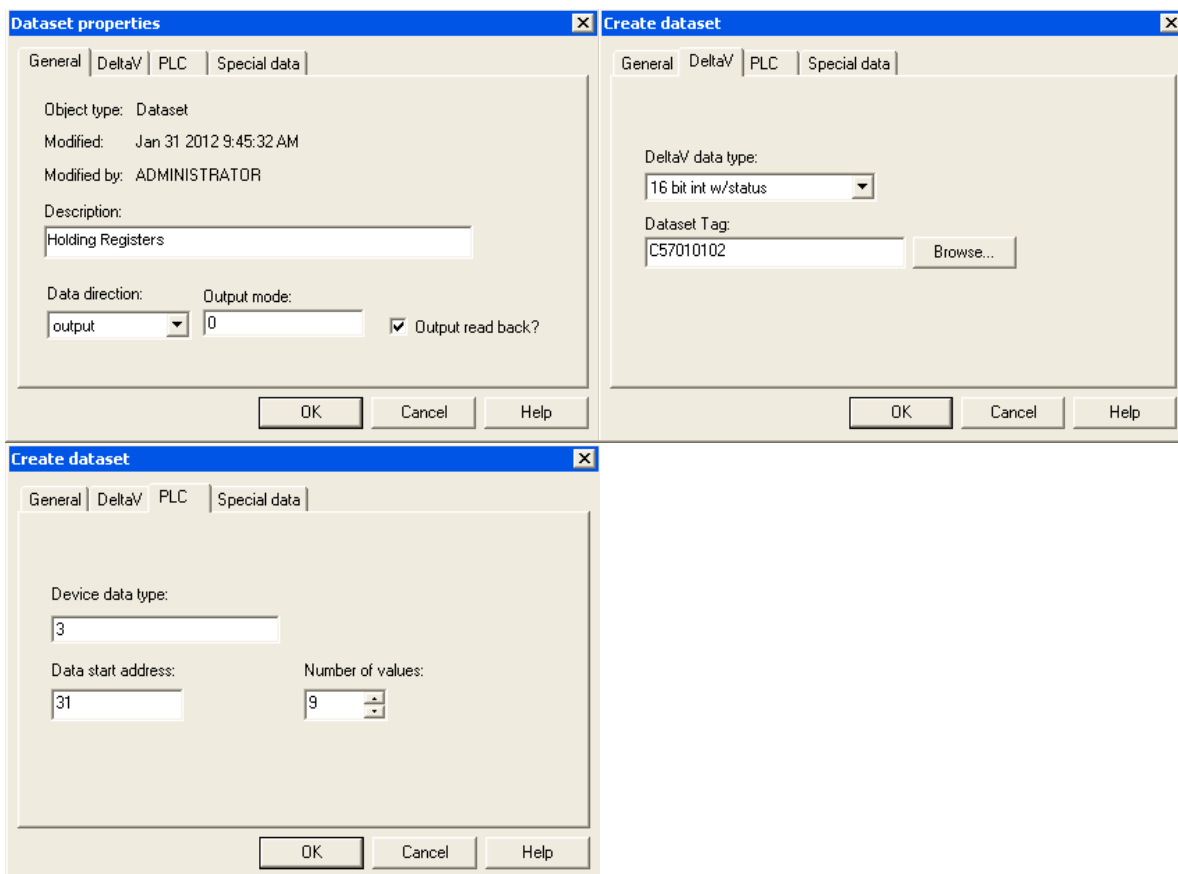 Dataset properties
General DeltaV PLC Special data
Object type: Dataset
Modified: Jan 31 2012 9:45:32 AM
Modified by: ADMINISTRATOR
Description:
Holding Registers
Data direction: Output mode:
output 0 Output read back?
OK Cancel Help
Create dataset
General DeltaV PLC Special data
DeltaV data type:
16 bit int w/status
Dataset Tag:
C57010102 Browse...
OK Cancel Help
Create dataset
General DeltaV PLC Special data
Device data type:
3
Data start address: Number of values:
31 9
OK Cancel Help